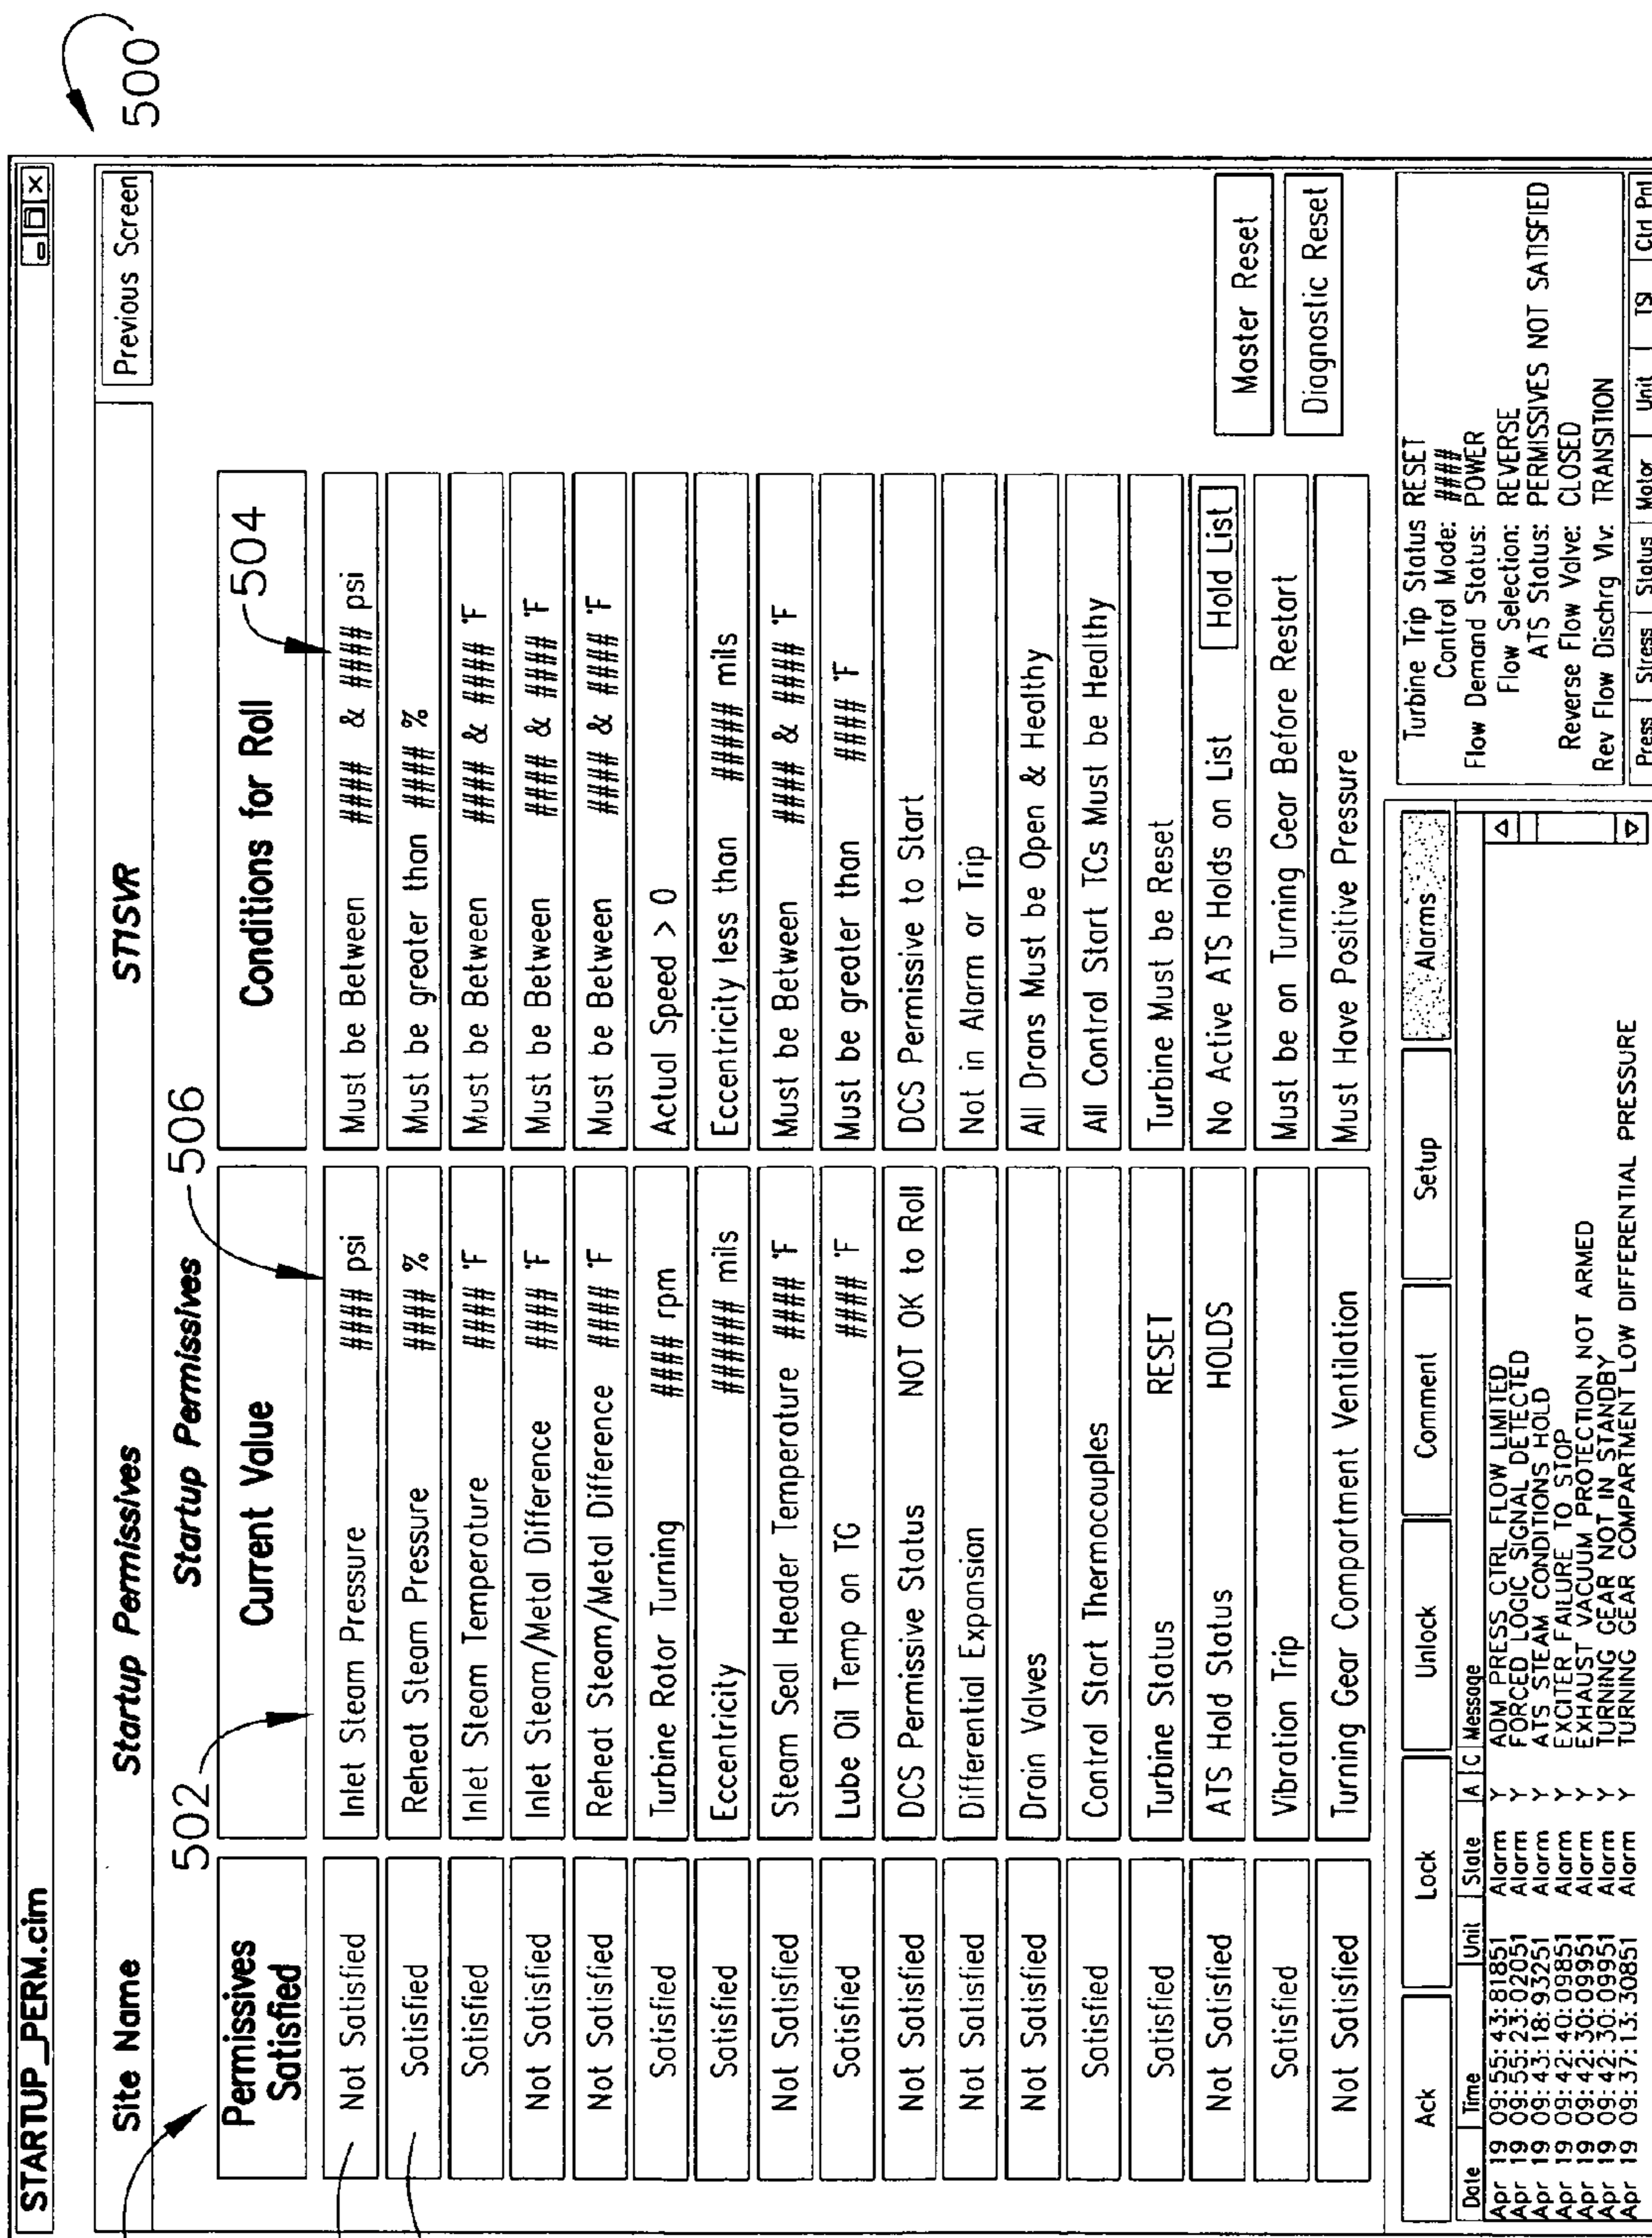 500
STARTUP_PERM.cim
Site Name Startup Permissives ST1SVR Previous Screen
502 Startup Permissives 506
Permissives Satisfied Current Value Conditions for Roll 504
Not Satisfied Inlet Steam Pressure #### psi Must be Between #### & #### psi
Satisfied Reheat Steam Pressure #### % Must be greater than #### %
Satisfied Inlet Steam Temperature #### °F Must be Between #### & #### °F
Not Satisfied Inlet Steam/Metal Difference #### °F Must be Between #### & #### °F
Not Satisfied Reheat Steam/Metal Difference #### °F Must be Between #### & #### °F
Satisfied Turbine Rotor Turning #### rpm Actual Speed > 0
Satisfied Eccentricity ##### mils Eccentricity less than ##### mils
Not Satisfied Steam Seal Header Temperature #### °F Must be Between #### & #### °F
Satisfied Lube Oil Temp on TG #### °F Must be greater than #### °F
Not Satisfied DCS Permissive Status NOT OK to Roll DCS Permissive to Start
Not Satisfied Differential Expansion Not in Alarm or Trip
Not Satisfied Drain Valves All Drans Must be Open & Healthy
Satisfied Control Start Thermocouples All Control Start TCs Must be Healthy
Satisfied Turbine Status RESET Turbine Must be Reset
Not Satisfied ATS Hold Status HOLDS No Active ATS Holds on List Hold List
Satisfied Vibration Trip Must be on Turning Gear Before Restart
Not Satisfied Turning Gear Compartment Ventilation Must Have Positive Pressure
Master Reset
Diagnostic Reset
Ack Lock Unlock Comment Setup Alarms
Date Time Unit State A C Message
Apr 19 09:55:43:81851 Alarm Y ADM PRESS CTRL FLOW LIMITED
Apr 19 09:55:23:02051 Alarm Y FORCED LOGIC SIGNAL DETECTED
Apr 19 09:43:18:93251 Alarm Y ATS STEAM CONDITIONS HOLD
Apr 19 09:42:40:09851 Alarm Y EXCITER FAILURE TO STOP
Apr 19 09:42:30:09951 Alarm Y EXHAUST VACUUM PROTECTION NOT ARMED
Apr 19 09:42:30:09951 Alarm Y TURNING GEAR NOT IN STANDBY
Apr 19 09:37:13:30851 Alarm Y TURNING GEAR COMPARTMENT LOW DIFFERENTIAL PRESSURE
Turbine Trip Status RESET
Control Mode: ####
Flow Demand Status: POWER
Flow Selection: REVERSE
ATS Status: PERMISSIVES NOT SATISFIED
Reverse Flow Valve: CLOSED
Rev Flow Dischrg Vlv: TRANSITION
Press Stress Status Motor Unit TSI Ctd Pnl